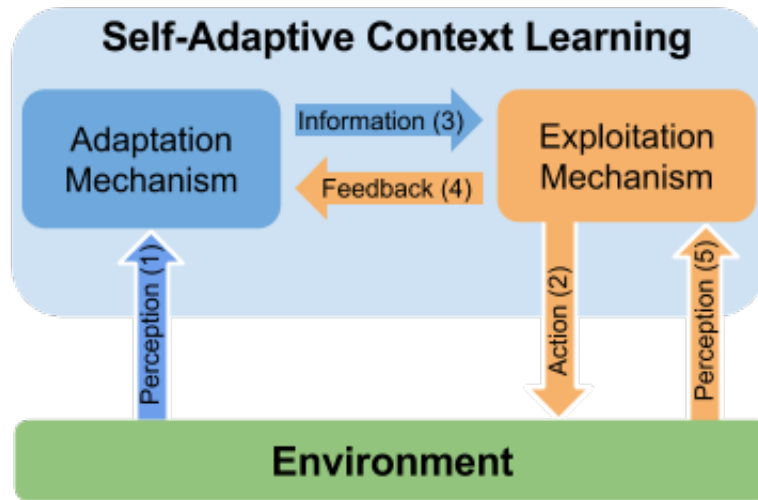 Self-Adaptive Context Learning
Adaptation
Mechanism
Information (3)
Feedback (4)
Exploitation
Mechanism
Perception (1)
Action (2)
Perception (5)
Environment